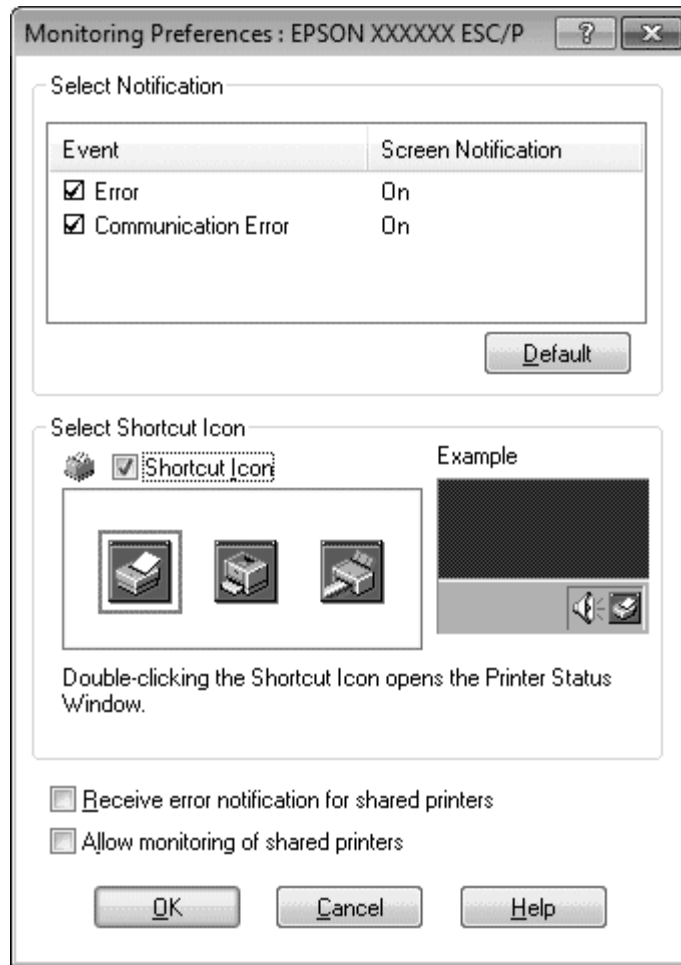 Monitoring Preferences : EPSON XXXXXX ESC/P
Select Notification
Event Screen Notification
Error On
Communication Error On
Default
Select Shortcut Icon
Shortcut Icon Example
Double-clicking the Shortcut Icon opens the Printer Status
Window.
Receive error notification for shared printers
Allow monitoring of shared printers
OK Cancel Help